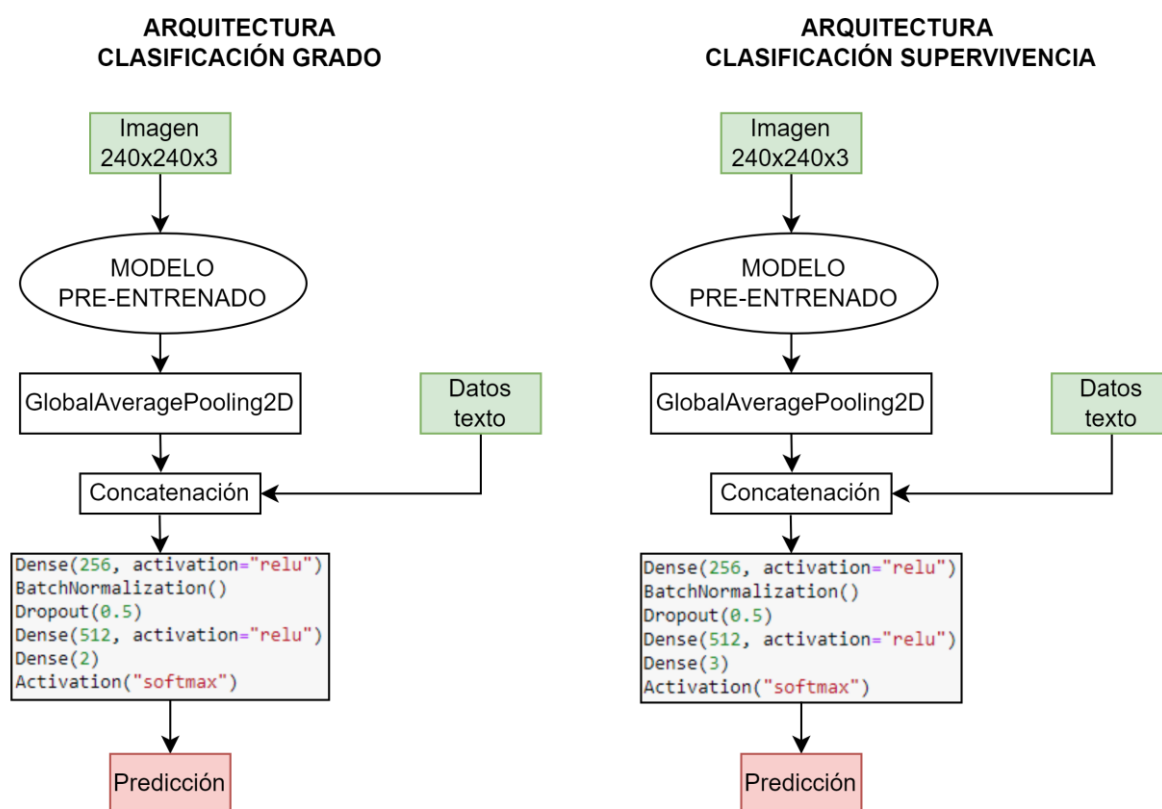 ARQUITECTURA
CLASIFICACIÓN GRADO
Imagen
240x240x3
MODELO
PRE-ENTRENADO
GlobalAveragePooling2D
Datos
texto
Concatenación
Dense(256, activation="relu")
BatchNormalization()
Dropout(0.5)
Dense(512, activation="relu")
Dense(2)
Activation("softmax")
Predicción
ARQUITECTURA
CLASIFICACIÓN SUPERVIVENCIA
Imagen
240x240x3
MODELO
PRE-ENTRENADO
GlobalAveragePooling2D
Datos
texto
Concatenación
Dense(256, activation="relu")
BatchNormalization()
Dropout(0.5)
Dense(512, activation="relu")
Dense(3)
Activation("softmax")
Predicción